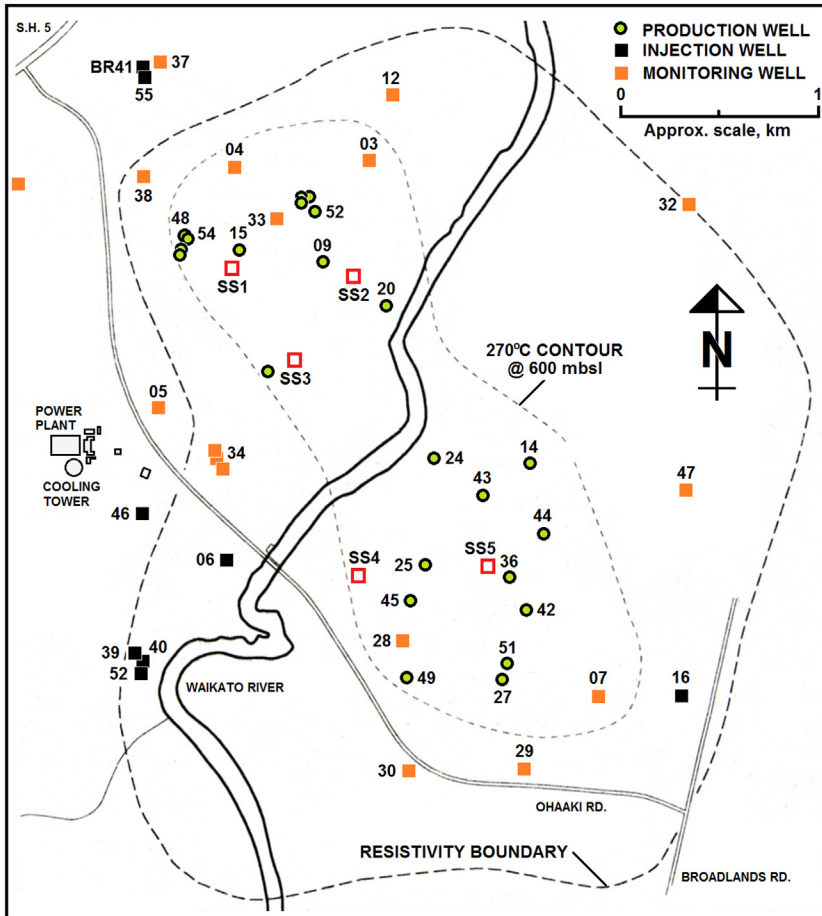 S.H. 5
PRODUCTION WELL
INJECTION WELL
MONITORING WELL
0 1
Approx. scale, km
BR41
37
55
12
04
03
38
32
33
52
48
54
15
09
SS1
SS2
20
SS3
270ºC CONTOUR
@ 600 mbsl
N
05
POWER
PLANT
COOLING
TOWER
34
24
14
43
47
46
44
06
SS4
25
SS5
36
45
42
39
40
28
52
51
WAIKATO RIVER
49
27
07
16
30
29
OHAAKI RD.
RESISTIVITY BOUNDARY
BROADLANDS RD.